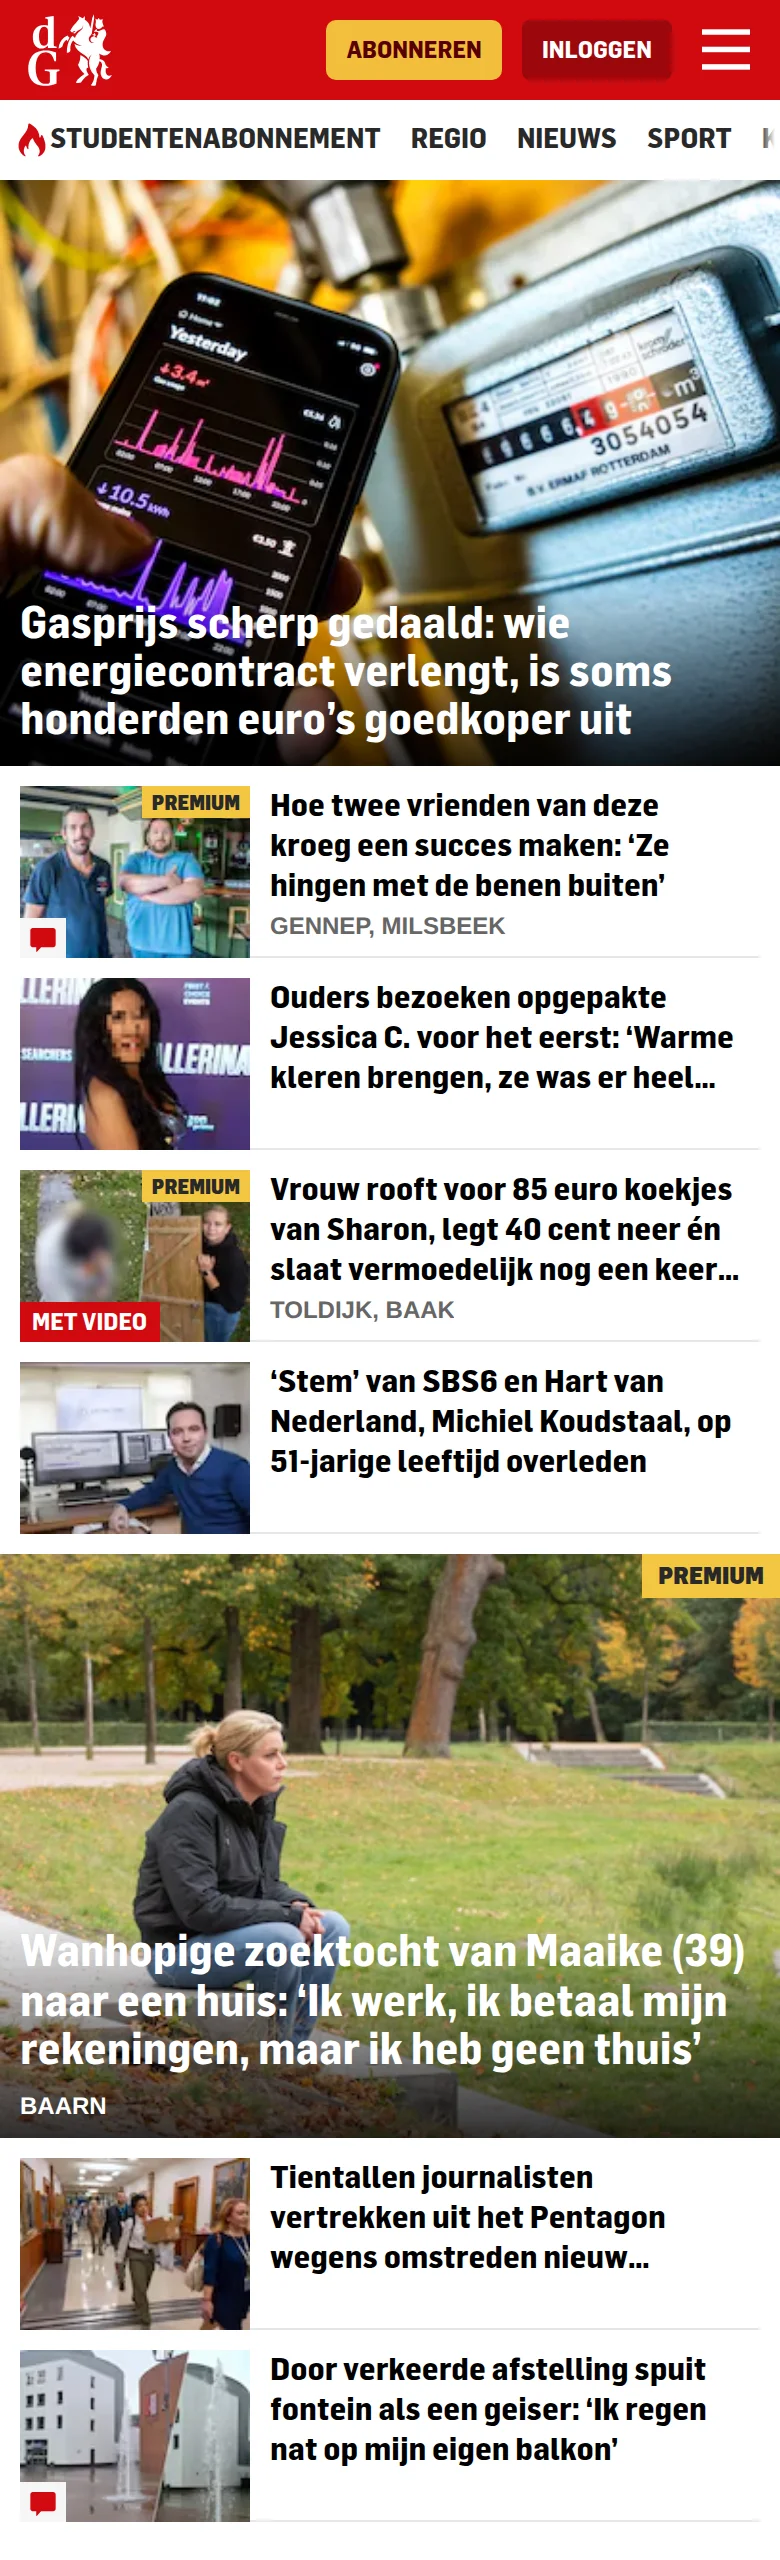 dG
ABONNEREN
INLOGGEN
STUDENTENABONNEMENT
REGIO
NIEUWS
SPORT
Yesterday
↓3.4 m³
↓10.5 kWh
m³
3054054
B.V. ERMAF ROTTERDAM
Gasprijs scherp gedaald: wie
energiecontract verlengt, is soms
honderden euro’s goedkoper uit
PREMIUM
Hoe twee vrienden van deze
kroeg een succes maken: ‘Ze
hingen met de benen buiten’
GENNEP, MILSBEEK
Ouders bezoeken opgepakte
Jessica C. voor het eerst: ‘Warme
kleren brengen, ze was er heel...
PREMIUM
MET VIDEO
Vrouw rooft voor 85 euro koekjes
van Sharon, legt 40 cent neer én
slaat vermoedelijk nog een keer...
TOLDIJK, BAAK
‘Stem’ van SBS6 en Hart van
Nederland, Michiel Koudstaal, op
51-jarige leeftijd overleden
PREMIUM
Wanhopige zoektocht van Maaike (39)
naar een huis: ‘Ik werk, ik betaal mijn
rekeningen, maar ik heb geen thuis’
BAARN
Tientallen journalisten
vertrekken uit het Pentagon
wegens omstreden nieuw...
Door verkeerde afstelling spuit
fontein als een geiser: ‘Ik regen
nat op mijn eigen balkon’